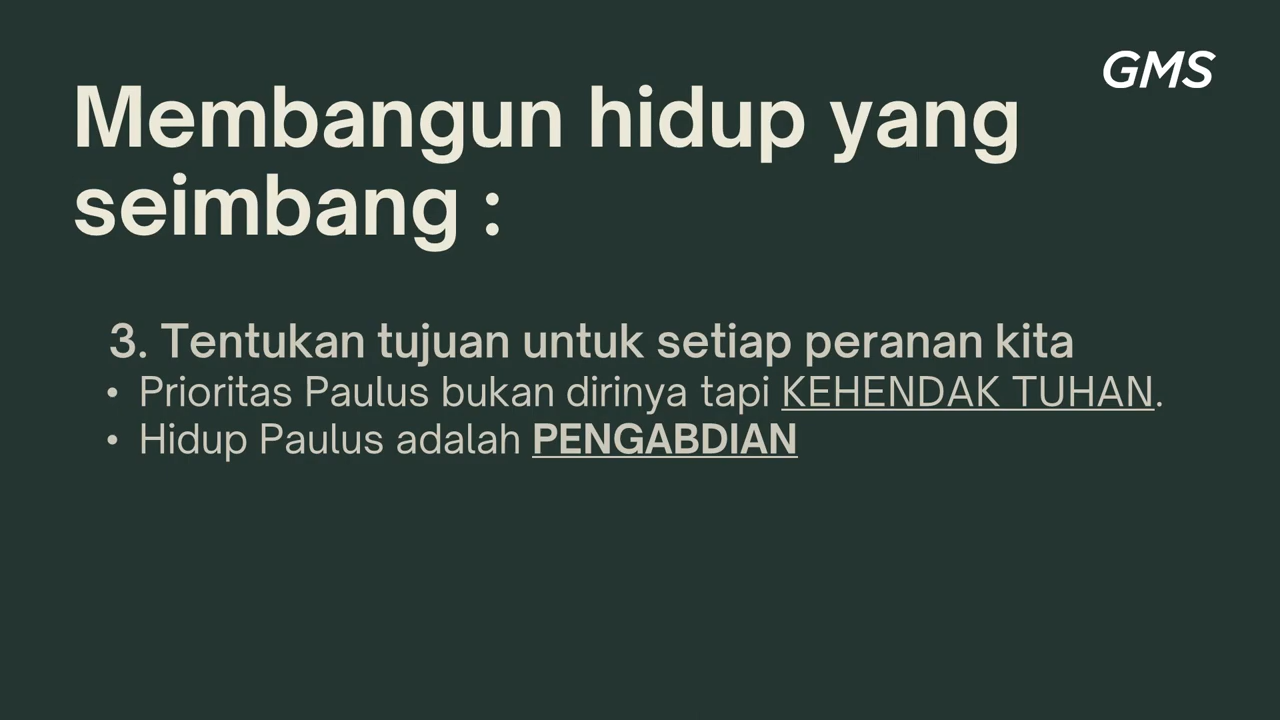 GMS
Membangun hidup yang
seimbang :
3. Tentukan tujuan untuk setiap peranan kita
• Prioritas Paulus bukan dirinya tapi KEHENDAK TUHAN.
• Hidup Paulus adalah PENGABDIAN